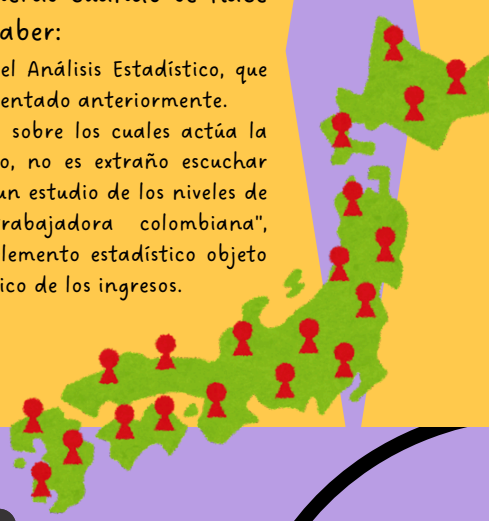 aber:
el Análisis Estadístico, que
entado anteriormente.
sobre los cuales actúa la
o, no es extraño escuchar
un estudio de los niveles de
rabajadora colombiana",
lemento estadístico objeto
ico de los ingresos.